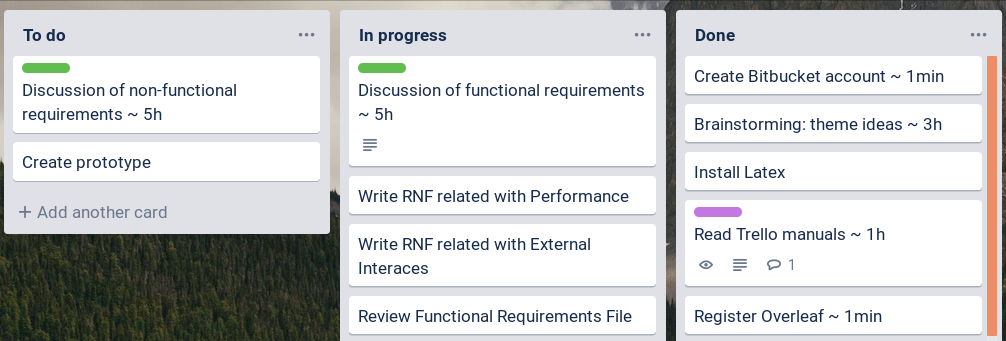 To do
Discussion of non-functional
requirements ~ 5h
Create prototype
+ Add another card
In progress
Discussion of functional requirements
~ 5h
Write RNF related with Performance
Write RNF related with External
Interaces
Review Functional Requirements File
Done
Create Bitbucket account ~ 1min
Brainstorming: theme ideas ~ 3h
Install Latex
Read Trello manuals ~ 1h
1
Register Overleaf ~ 1min